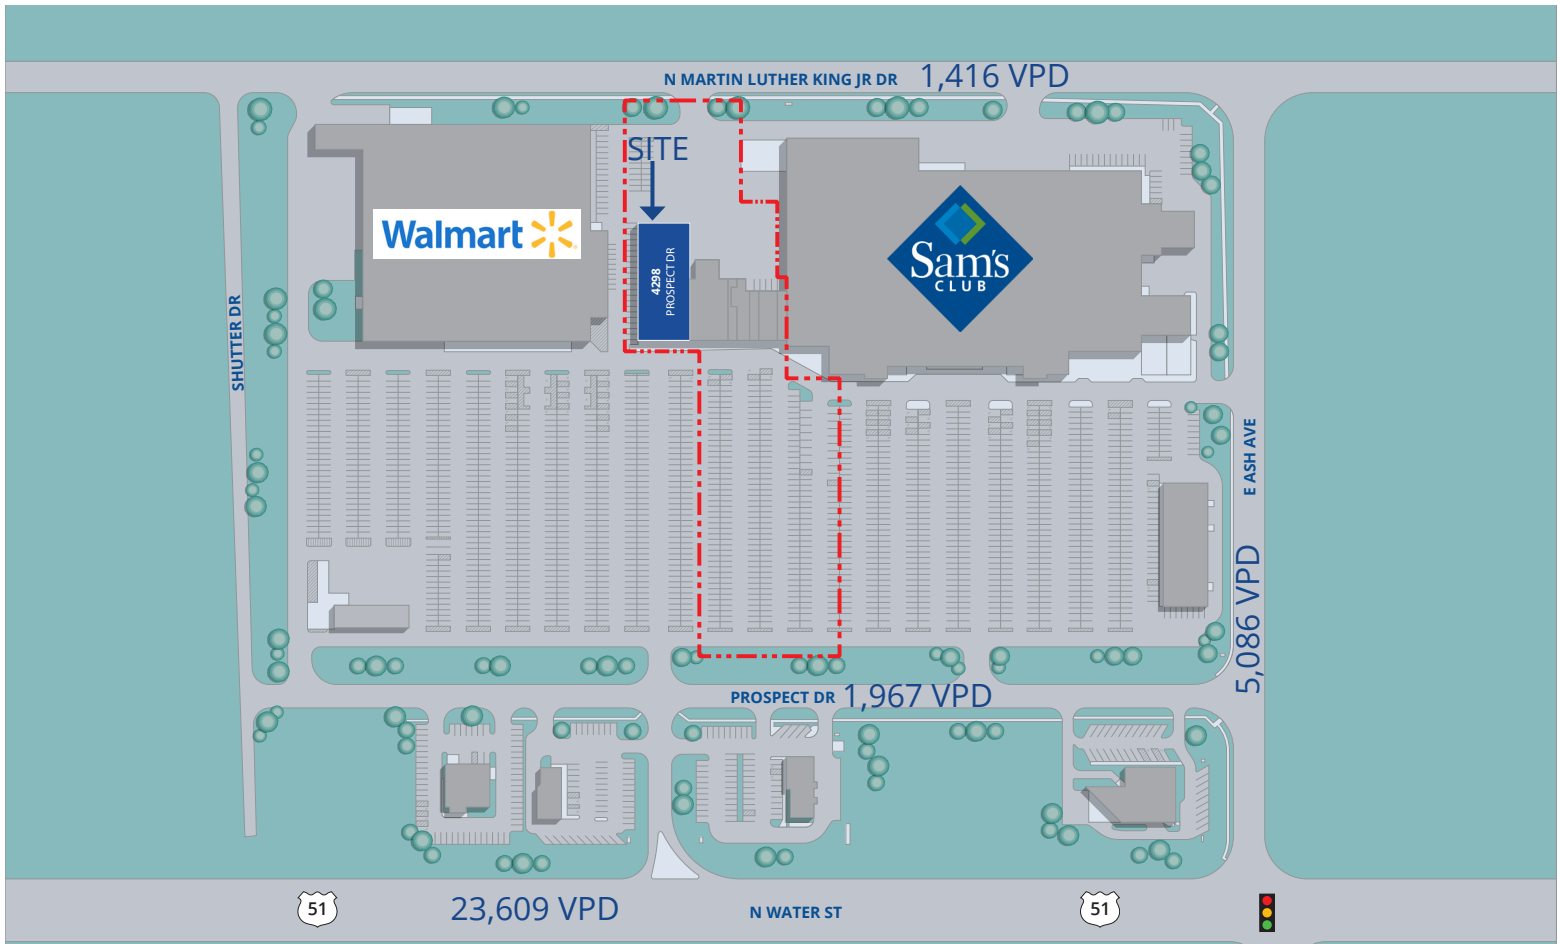 N MARTIN LUTHER KING JR DR 1,416 VPD
SITE
Walmart
4298
PROSPECT DR
Sam's
CLUB
SHUTTER DR
E ASH AVE
5,086 VPD
PROSPECT DR 1,967 VPD
51
23,609 VPD
N WATER ST
51